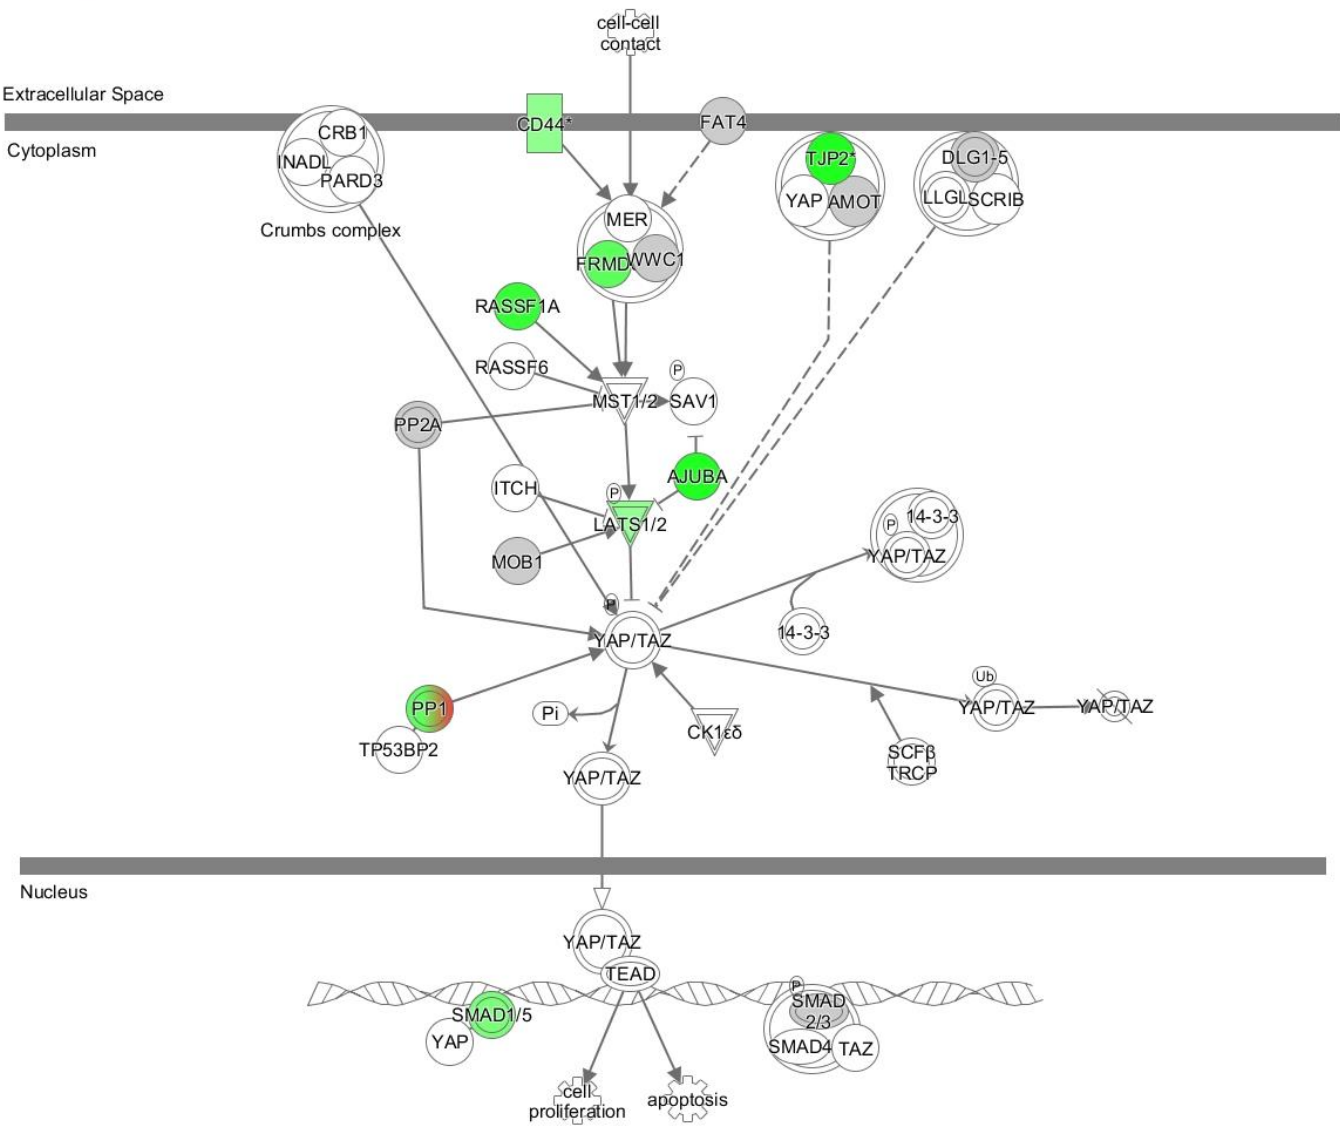 cell-cell
contact
Extracellular Space
Cytoplasm
CRB1
INADL
PARD3
Crumbs complex
CD44*
FAT4
TJP2*
YAP
AMOT
DLG1-5
LLGL
SCRIB
MER
FRMD
WWC1
RASSF1A
RASSF6
P
MST1/2
SAV1
PP2A
AJUBA
ITCH
P
LATS1/2
MOB1
14-3-3
P
YAP/TAZ
P
YAP/TAZ
14-3-3
PP1
TP53BP2
Pi
CK1εδ
Ub
YAP/TAZ
YAP/TAZ
SCFβ
TRCP
YAP/TAZ
Nucleus
YAP/TAZ
TEAD
SMAD1/5
YAP
P
SMAD
2/3
SMAD4
TAZ
cell
proliferation
apoptosis